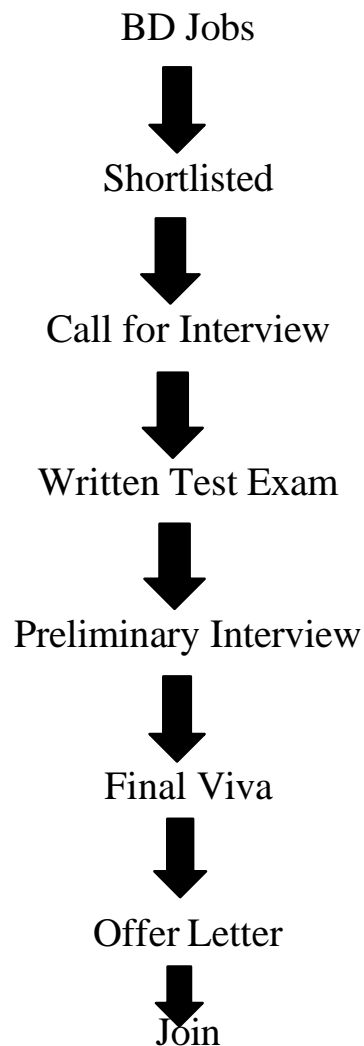 BD Jobs
Shortlisted
Call for Interview
Written Test Exam
Preliminary Interview
Final Viva
Offer Letter
Join